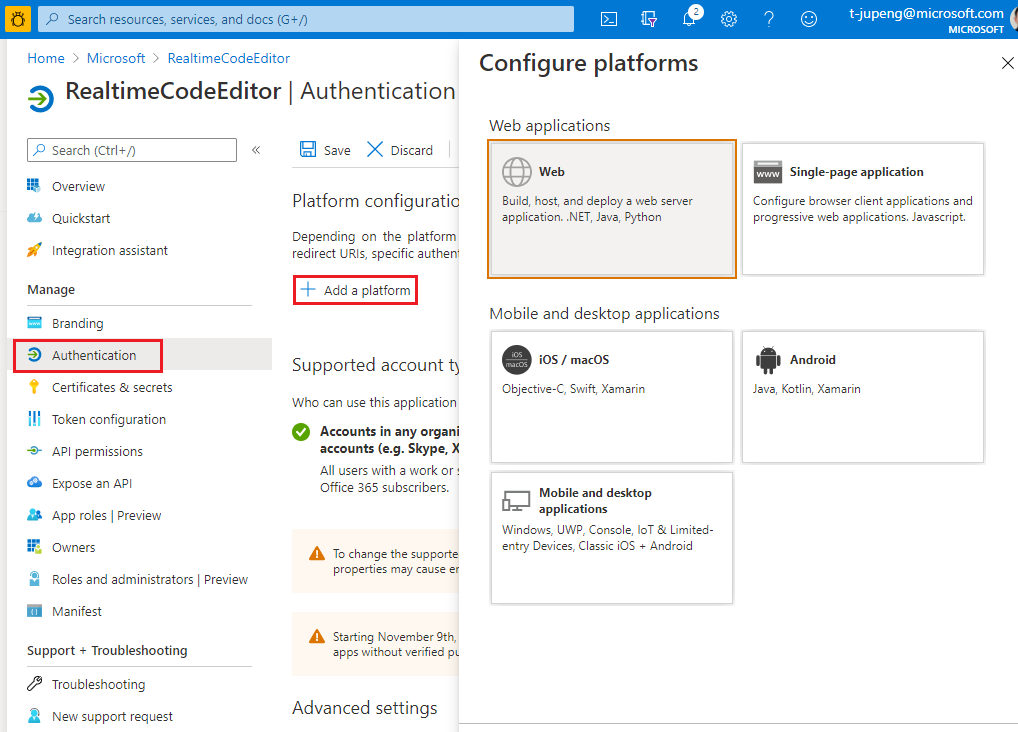 Search resources, services, and docs (G+/)
2
t-jupeng@microsoft.com
MICROSOFT
Home > Microsoft > RealtimeCodeEditor
RealtimeCodeEditor | Authentication
Search (Ctrl+/)
«
Overview
Quickstart
Integration assistant
Manage
Branding
Authentication
Certificates & secrets
Token configuration
API permissions
Expose an API
App roles | Preview
Owners
Roles and administrators | Preview
Manifest
Support + Troubleshooting
Troubleshooting
New support request
Save
Discard
Platform configuratio
Depending on the platform
redirect URIs, specific authent
Add a platform
Supported account ty
Who can use this application
Accounts in any organi
accounts (e.g. Skype, X
All users with a work or s
Office 365 subscribers.
To change the supporte
properties may cause er
Starting November 9th,
apps without verified pu
Advanced settings
Configure platforms
Web applications
Web
Build, host, and deploy a web server
application. .NET, Java, Python
www
Single-page application
Configure browser client applications and
progressive web applications. Javascript.
Mobile and desktop applications
iOS
macOS
iOS / macOS
Objective-C, Swift, Xamarin
Android
Java, Kotlin, Xamarin
Mobile and desktop
applications
Windows, UWP, Console, IoT & Limited-
entry Devices, Classic iOS + Android